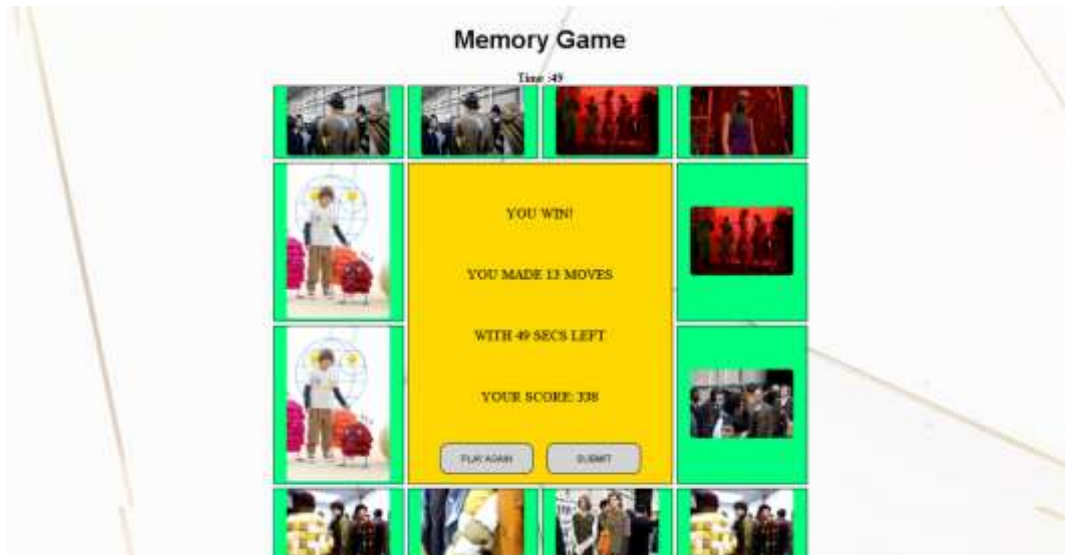 Memory Game
Time :49
YOU WIN!
YOU MADE 13 MOVES
WITH 49 SECS LEFT
YOUR SCORE: 338
PLAY AGAIN
SUBMIT